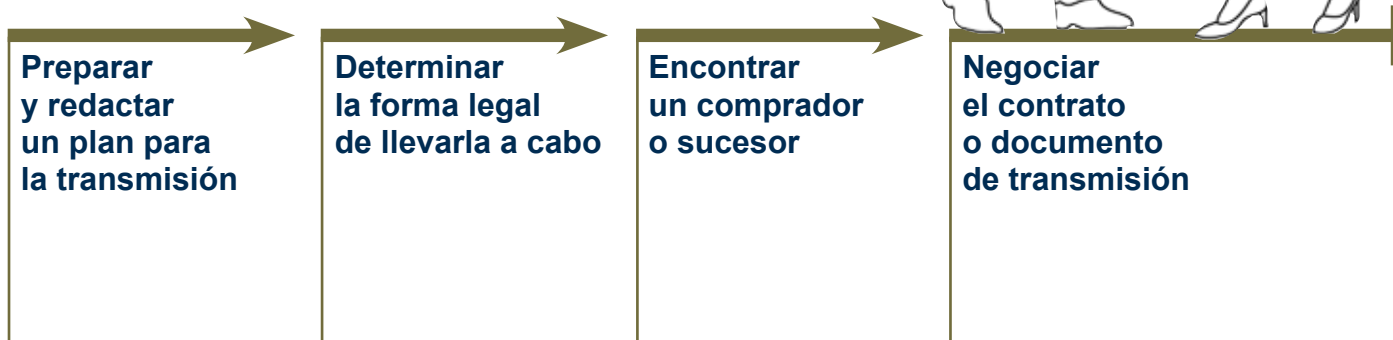 Preparar
y redactar
un plan para
la transmisión
Determinar
la forma legal
de llevarla a cabo
Encontrar
un comprador
o sucesor
Negociar
el contrato
o documento
de transmisión